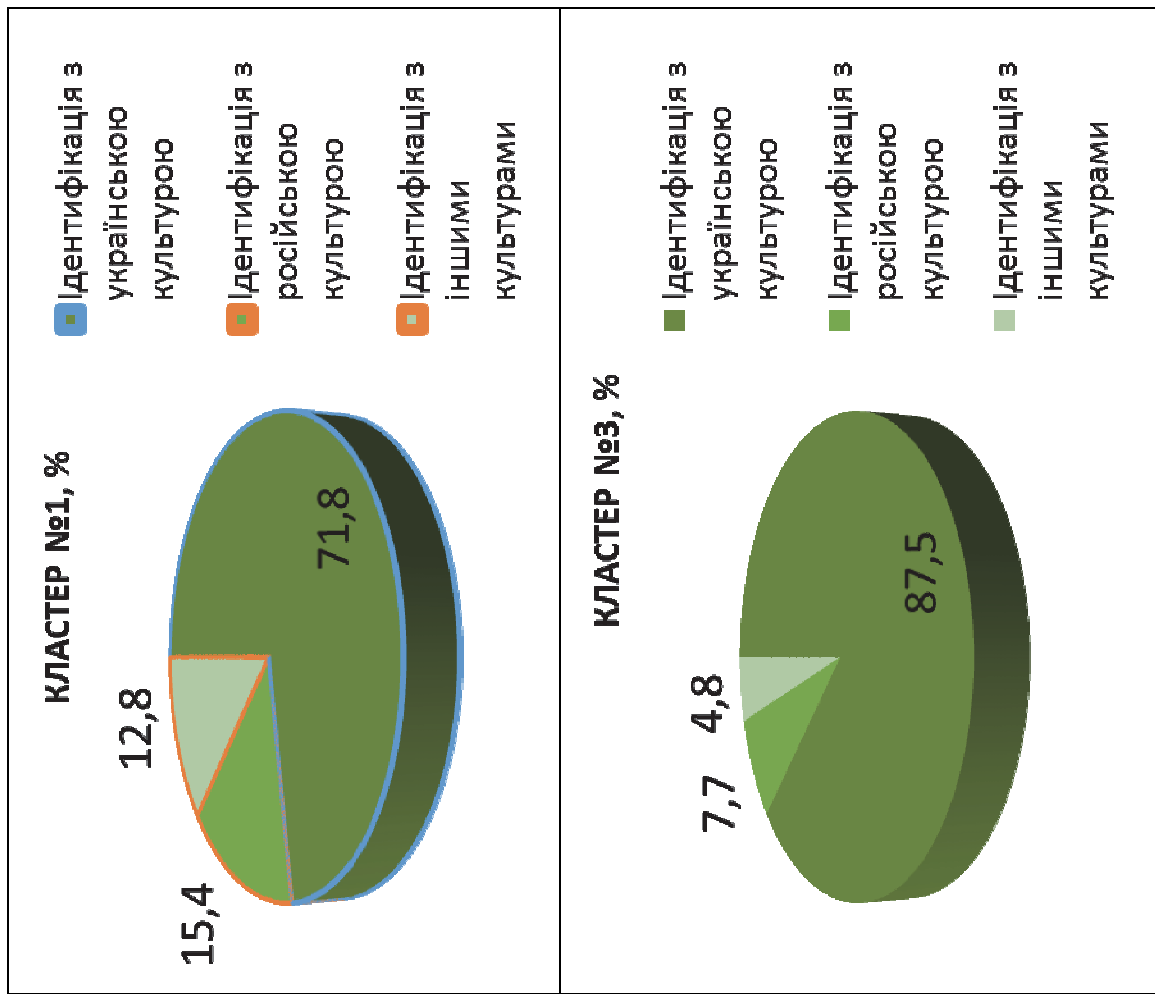 КЛАСТЕР №1, %
12,8
15,4
71,8
Ідентифікація з
українською
культурою
Ідентифікація з
російською
культурою
Ідентифікація з
іншими
культурами
КЛАСТЕР №3, %
4,8
7,7
87,5
Ідентифікація з
українською
культурою
Ідентифікація з
російською
культурою
Ідентифікація з
іншими
культурами